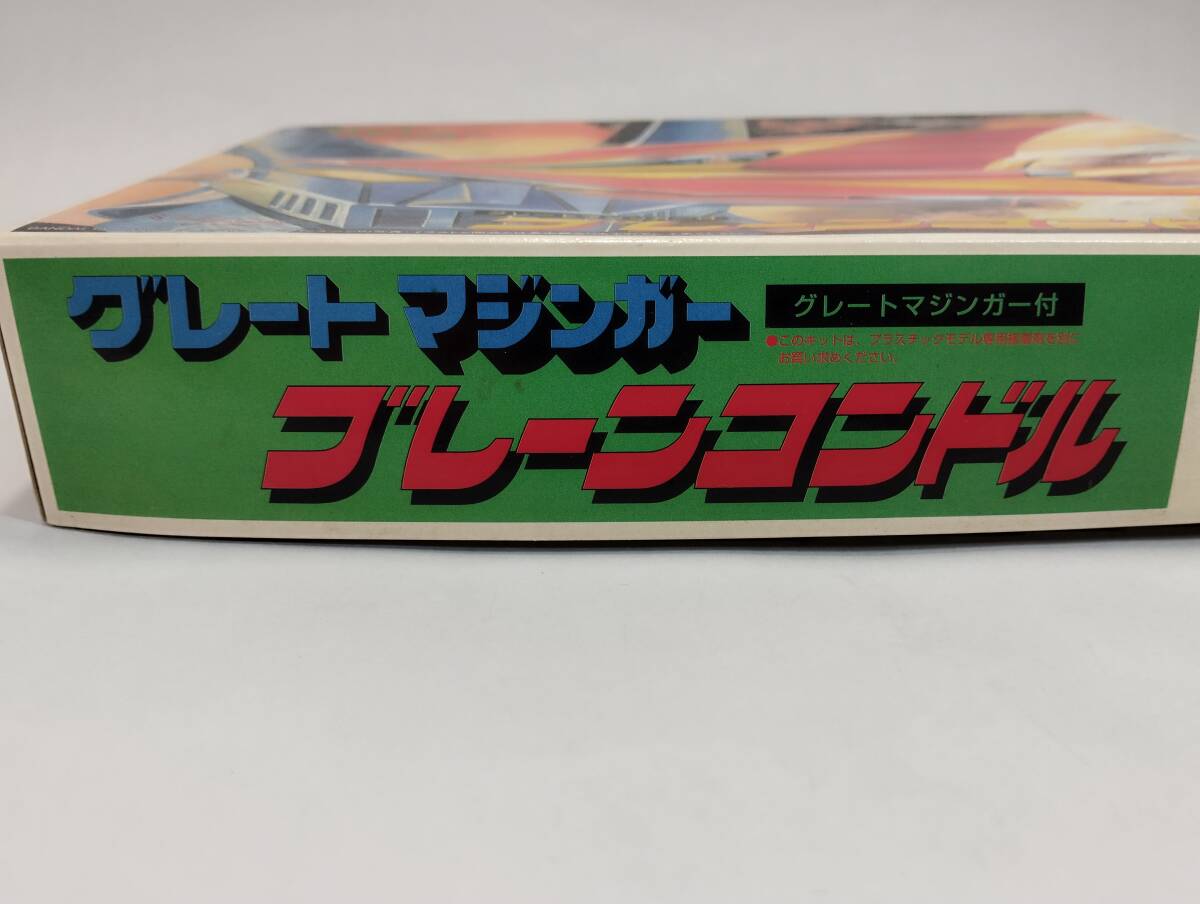 BANDAI
グレート マジンガー
グレートマジンガー付
●このキットは、プラスチックモデル専用接着剤を別に
お買い求めください。
ブレーンコンドル